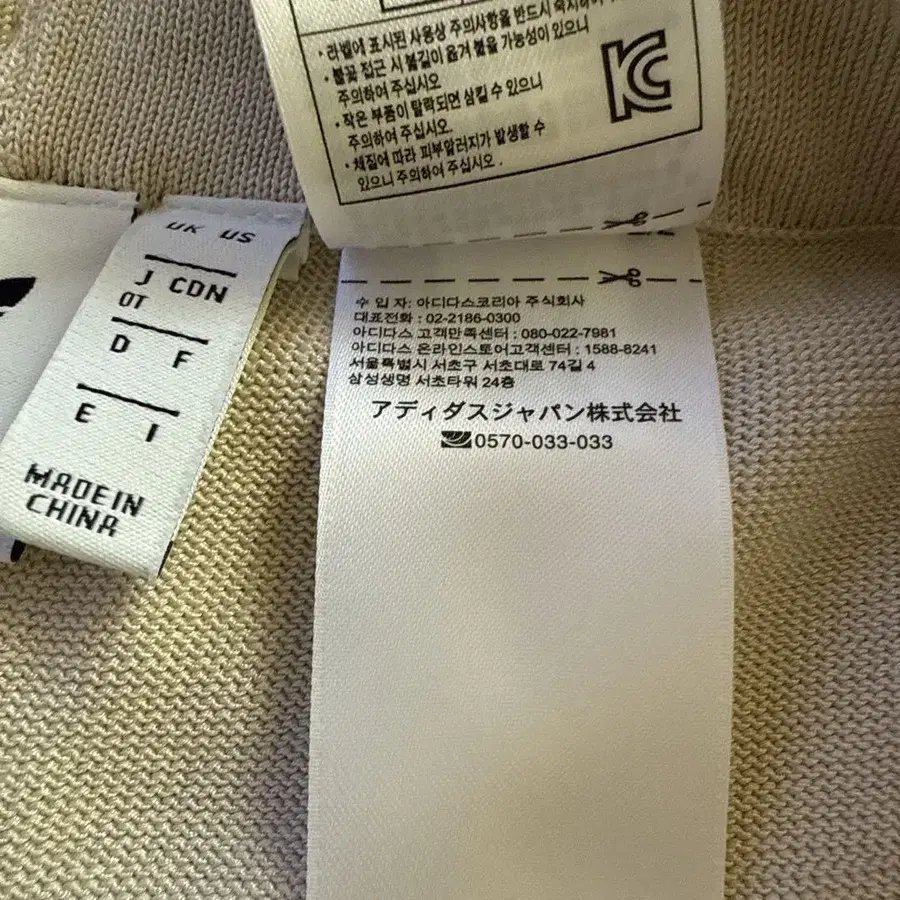 · 라벨에 표시된 사용상 주의사항을 반드시
· 불꽃 접근 시 불길이 옮겨 붙을 가능성이 있으니
주의하여 주십시오
· 작은 부품이 탈락되면 삼킬 수 있으니
주의하여 주십시오.
· 체질에 따라 피부알러지가 발생할 수
있으니 주의하여 주십시오 .
KC
UK US
J CDN
OT
D F
E I
MADE IN
CHINA
수 입 자: 아디다스코리아 주식회사
대표전화 : 02-2186-0300
아디다스 고객만족센터 : 080-022-7981
아디다스 온라인스토어고객센터 : 1588-8241
서울특별시 서초구 서초대로 74길 4
삼성생명 서초타워 24층
アディダスジャパン株式会社
0570-033-033